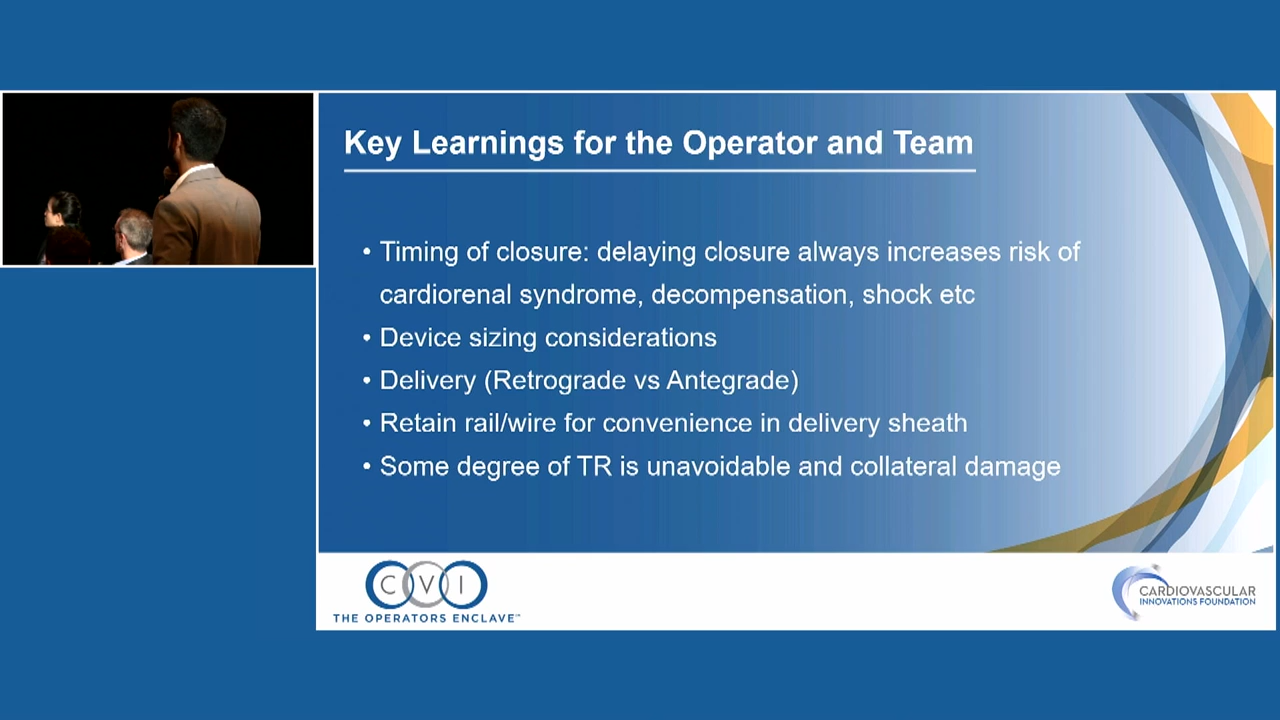 Key Learnings for the Operator and Team
• Timing of closure: delaying closure always increases risk of
cardiorenal syndrome, decompensation, shock etc
• Device sizing considerations
• Delivery (Retrograde vs Antegrade)
• Retain rail/wire for convenience in delivery sheath
• Some degree of TR is unavoidable and collateral damage
CVI
THE OPERATORS ENCLAVE™
CARDIOVASCULAR
INNOVATIONS FOUNDATION